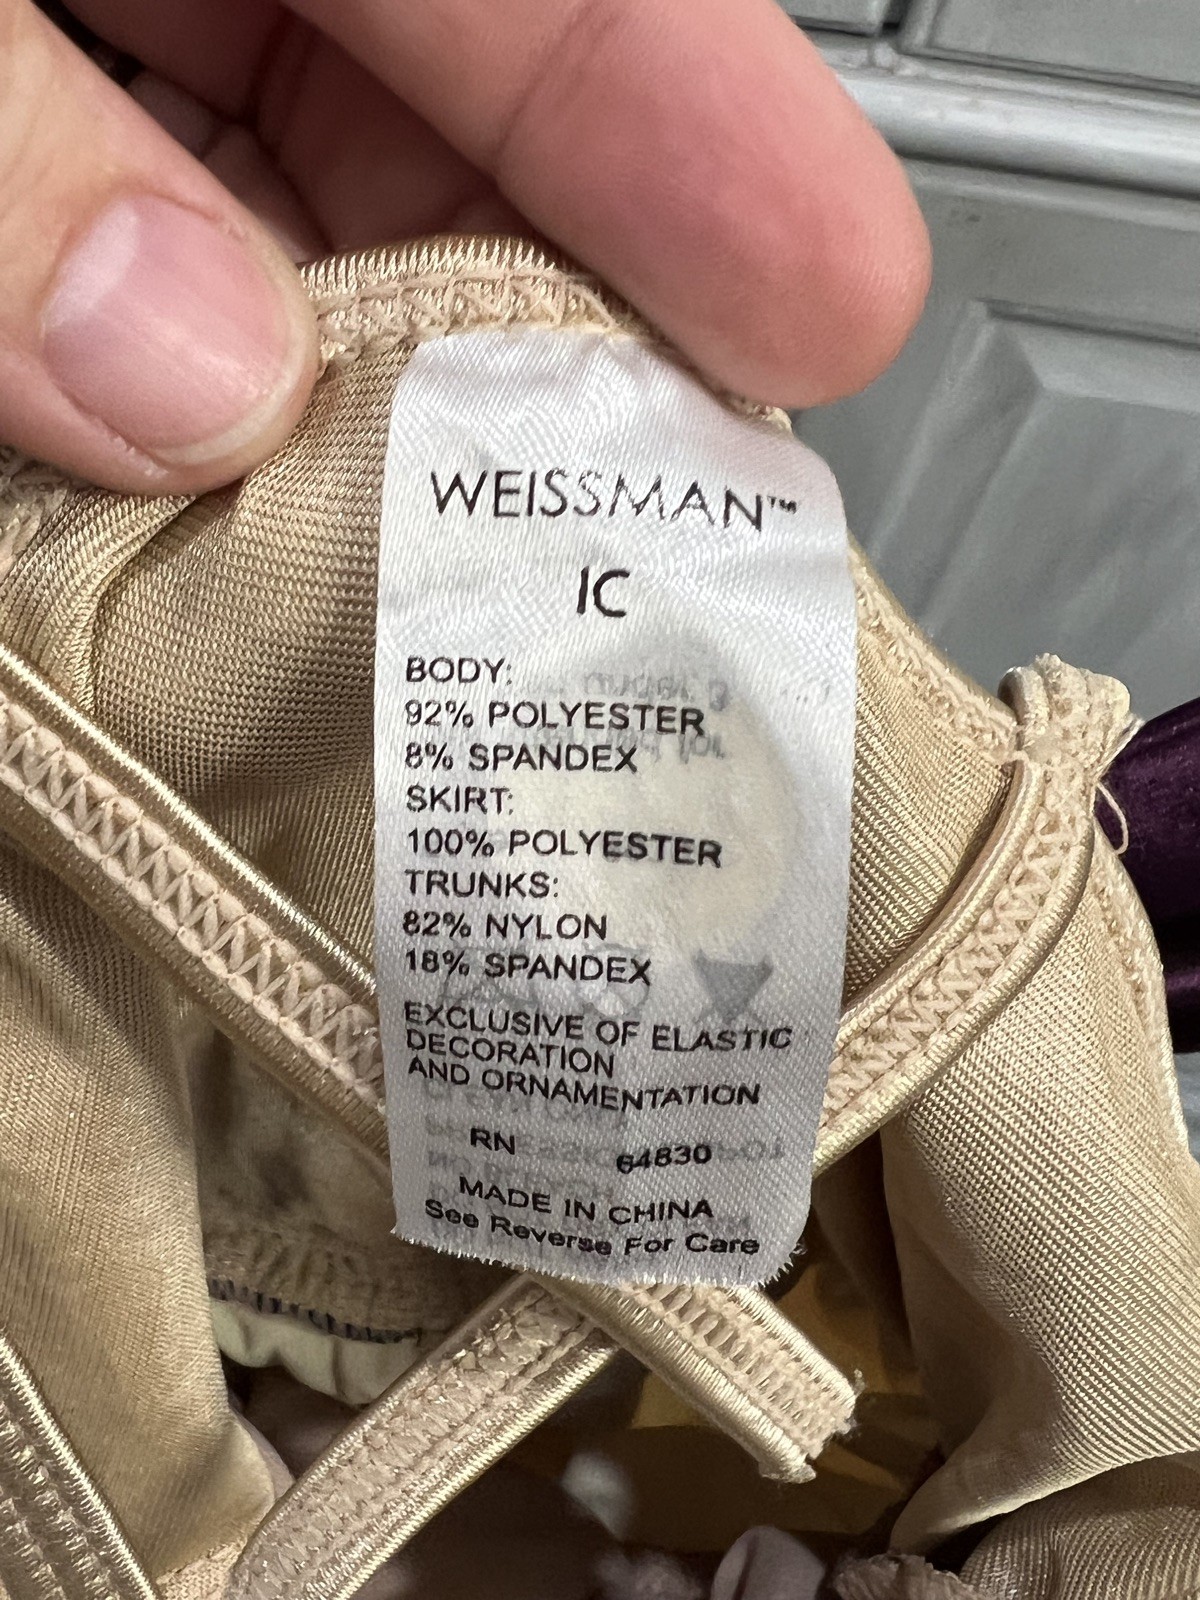 WEISSMAN™
IC
BODY:
92% POLYESTER
8% SPANDEX
SKIRT:
100% POLYESTER
TRUNKS:
82% NYLON
18% SPANDEX
EXCLUSIVE OF ELASTIC
DECORATION
AND ORNAMENTATION
RN 64830
MADE IN CHINA
See Reverse For Care